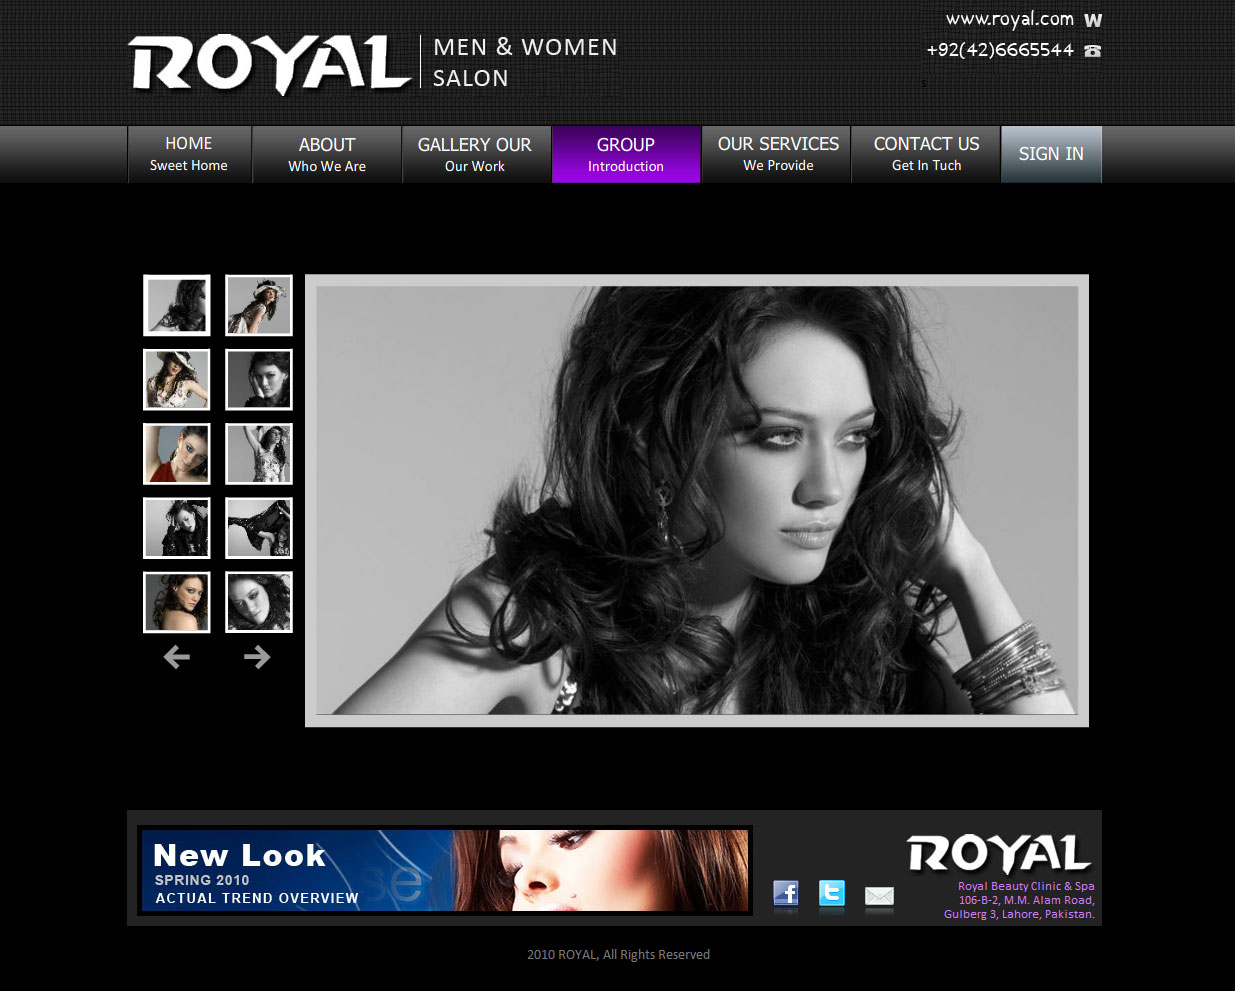 www.royal.com W
+92(42)6665544
ROYAL
MEN & WOMEN
SALON
s
HOME
Sweet Home
ABOUT
Who We Are
GALLERY OUR
Our Work
GROUP
Introduction
OUR SERVICES
We Provide
CONTACT US
Get In Tuch
SIGN IN
New Look
SPRING 2010
ACTUAL TREND OVERVIEW
se
f
t
ROYAL
Royal Beauty Clinic & Spa
106-B-2, M.M. Alam Road,
Gulberg 3, Lahore, Pakistan.
2010 ROYAL, All Rights Reserved